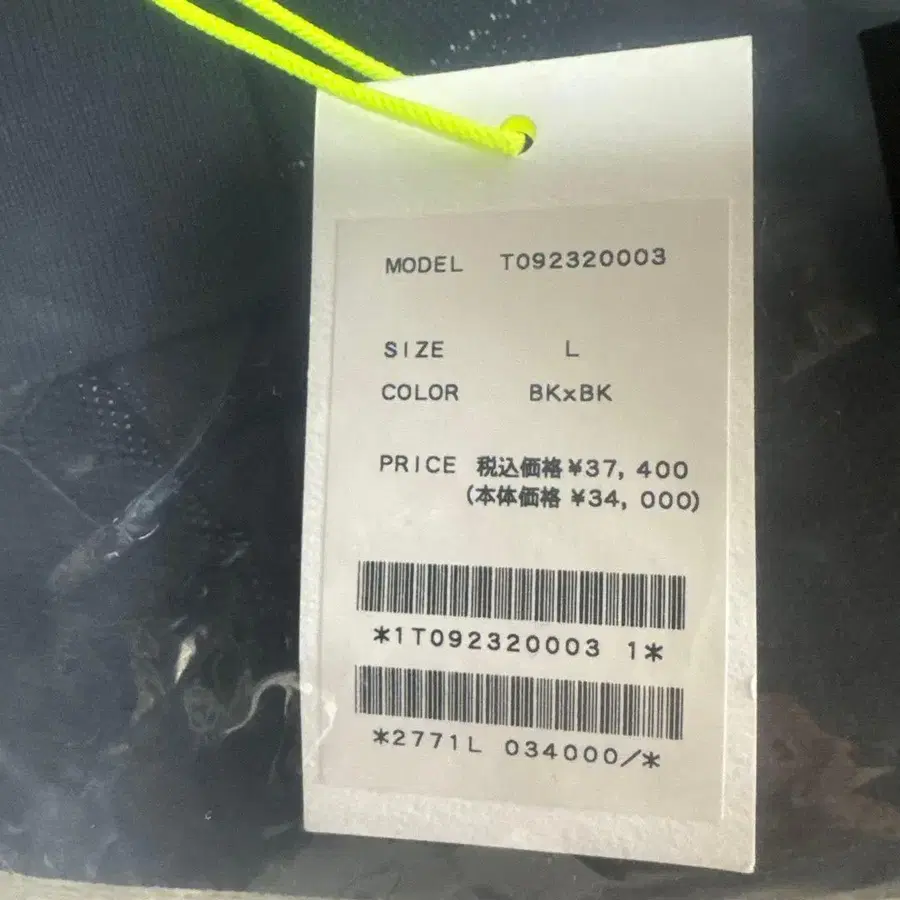 MODEL T092320003
SIZE L
COLOR BKxBK
PRICE 税込価格 ¥37,400
(本体価格 ¥34,000)
*1T092320003 1*
*2771L 034000/*